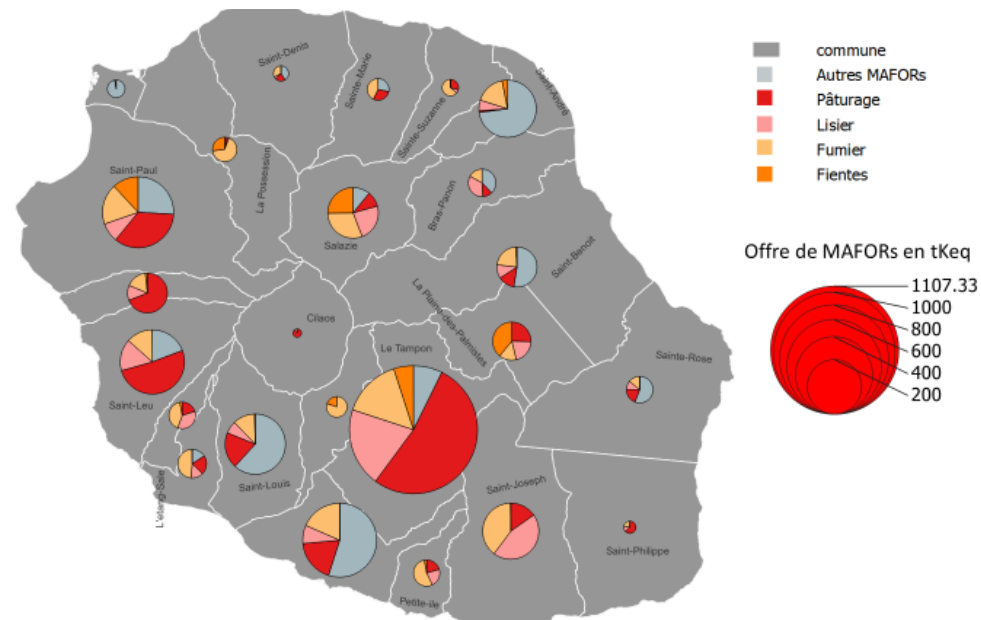 commune
Autres MAFORs
Pâturage
Lisier
Fumier
Fientes
Offre de MAFORs en tKeq
1107.33
1000
800
600
400
200
Saint-Denis
Sainte-Marie
Sainte-Suzanne
Saint-André
Saint-Paul
La Possession
Salazie
Bras-Panon
Saint-Benoit
La Plaine-des-Palmistes
Cilaos
Le Tampon
Sainte-Rose
Saint-Leu
L'etang-Sale
Saint-Louis
Saint-Joseph
Petite-ile
Saint-Philippe